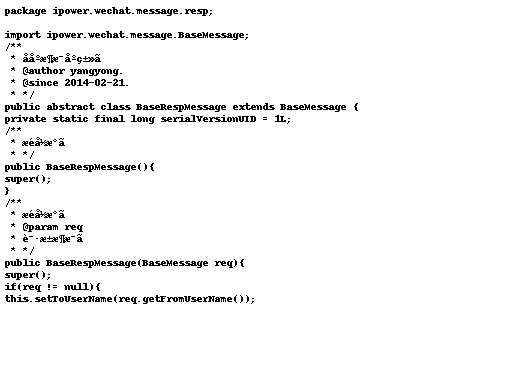 package ipower.wechat.message.resp;

import ipower.wechat.message.BaseMessage;
/**
 * ååºæ¶æ¯åºç±»ã
 * @author yangyong.
 * @since 2014-02-21.
 * */
public abstract class BaseRespMessage extends BaseMessage {
private static final long serialVersionUID = 1L;
/**
 * æéå½æ°ã
 * */
public BaseRespMessage(){
super();
}
/**
 * æéå½æ°ã
 * @param req
 * è¯·æ±æ¶æ¯ã
 * */
public BaseRespMessage(BaseMessage req){
super();
if(req != null){
this.setToUserName(req.getFromUserName());